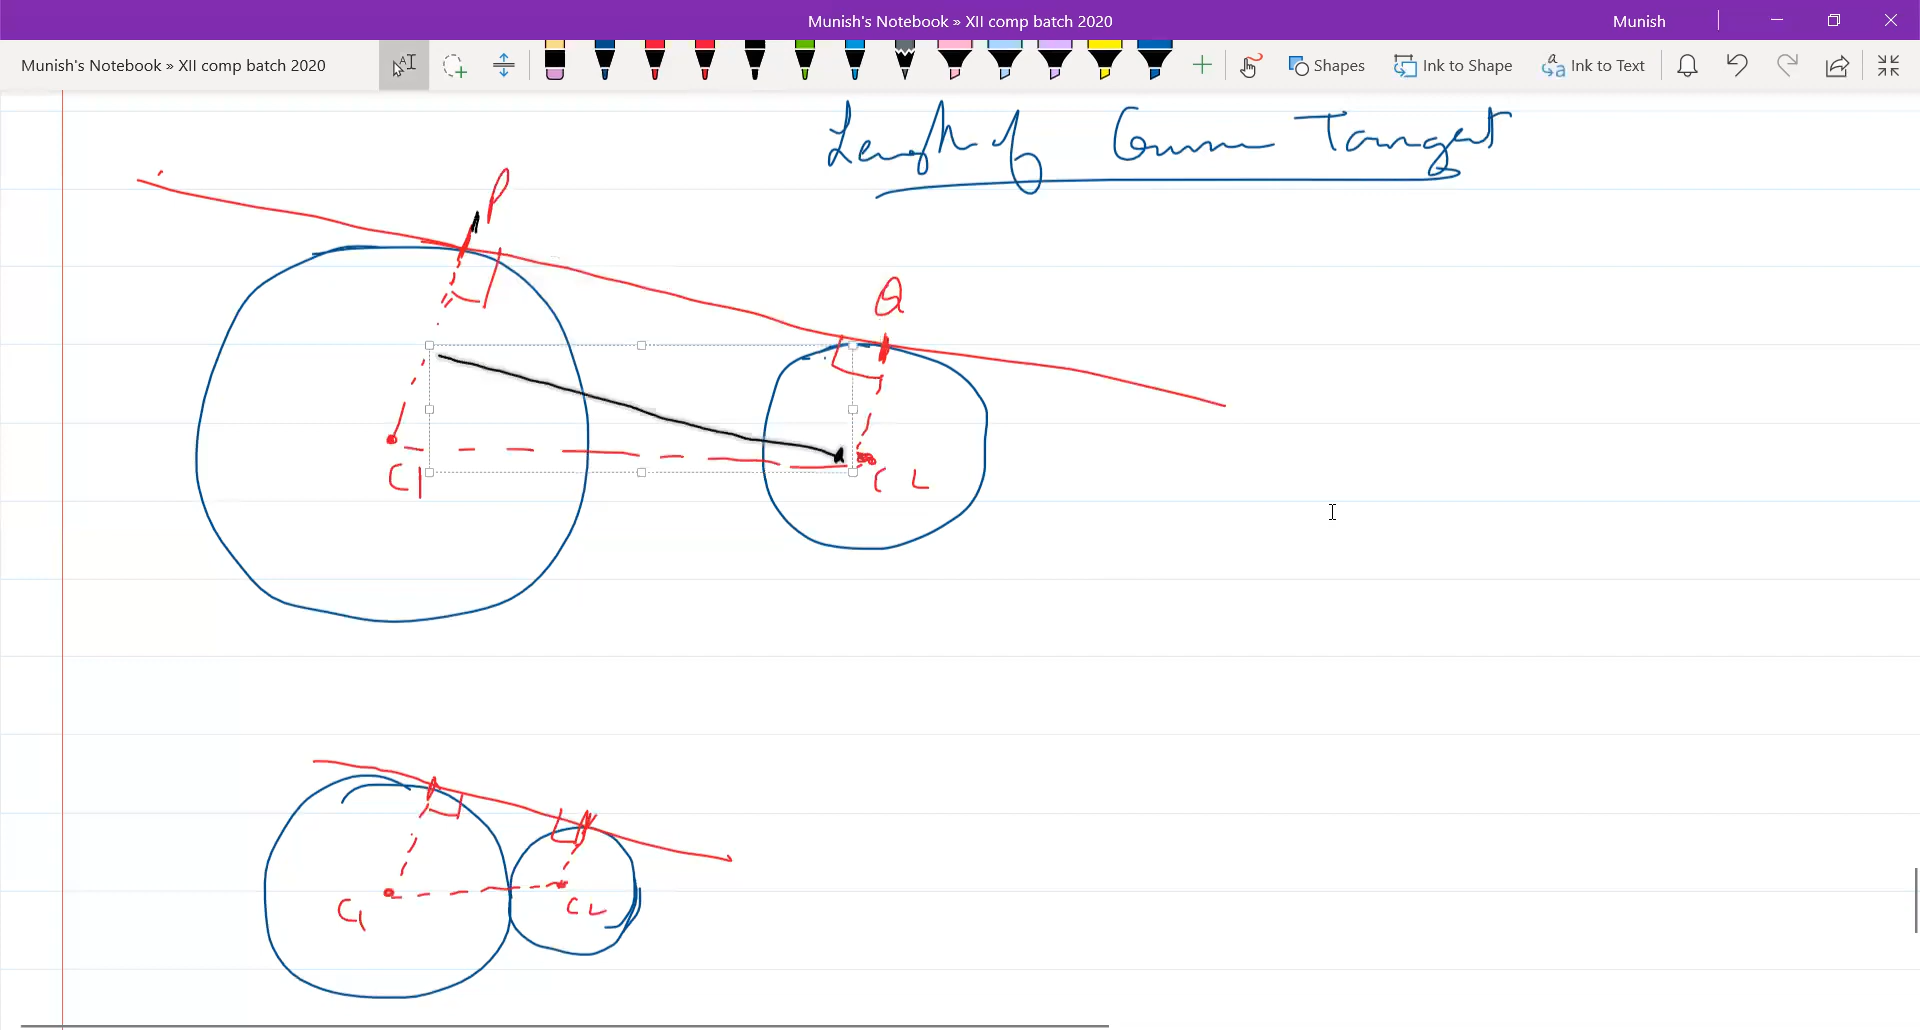 Munish's Notebook » XII comp batch 2020
Munish
Munish's Notebook » XII comp batch 2020
Shapes
Ink to Shape
Ink to Text
Length of Common Tangent
P
Q
C1
C2
C1
C2